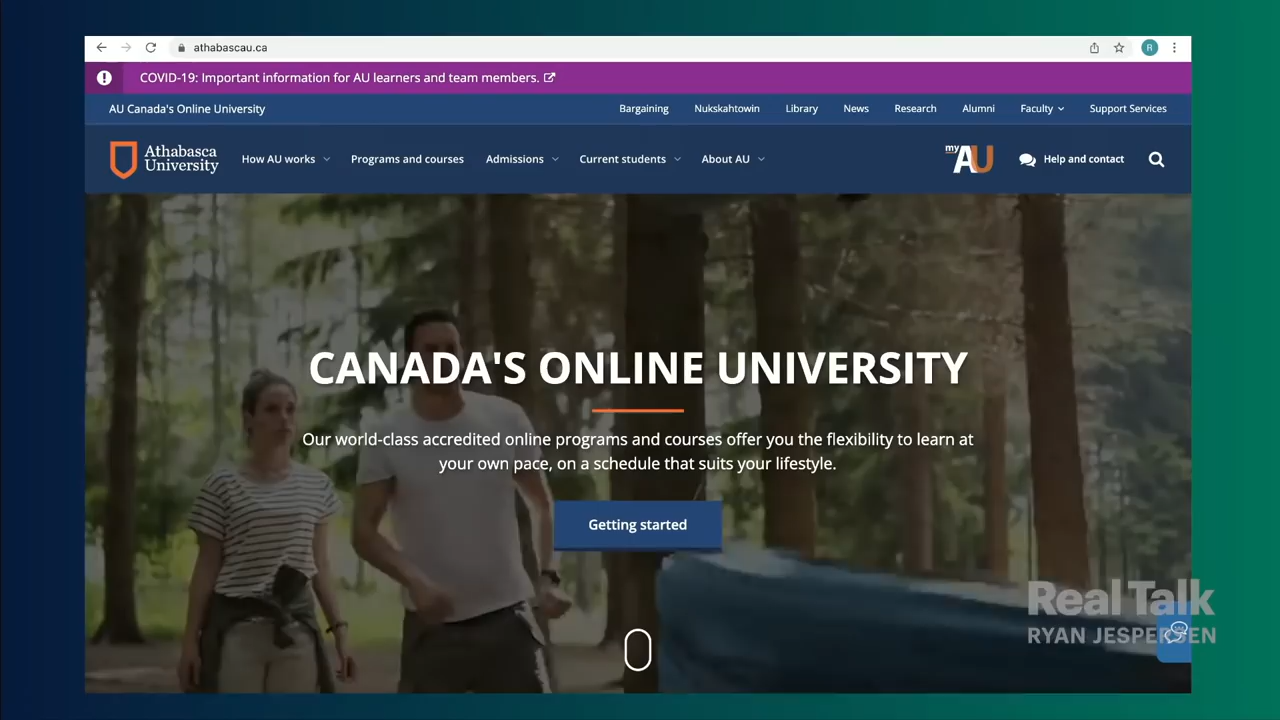 athabascau.ca
R
COVID-19: Important information for AU learners and team members.
AU Canada's Online University
Bargaining
Nukskahtowin
Library
News
Research
Alumni
Faculty
Support Services
Athabasca
University
How AU works
Programs and courses
Admissions
Current students
About AU
my AU
Help and contact
CANADA'S ONLINE UNIVERSITY
Our world-class accredited online programs and courses offer you the flexibility to learn at
your own pace, on a schedule that suits your lifestyle.
Getting started
Real Talk
RYAN JESPERSEN